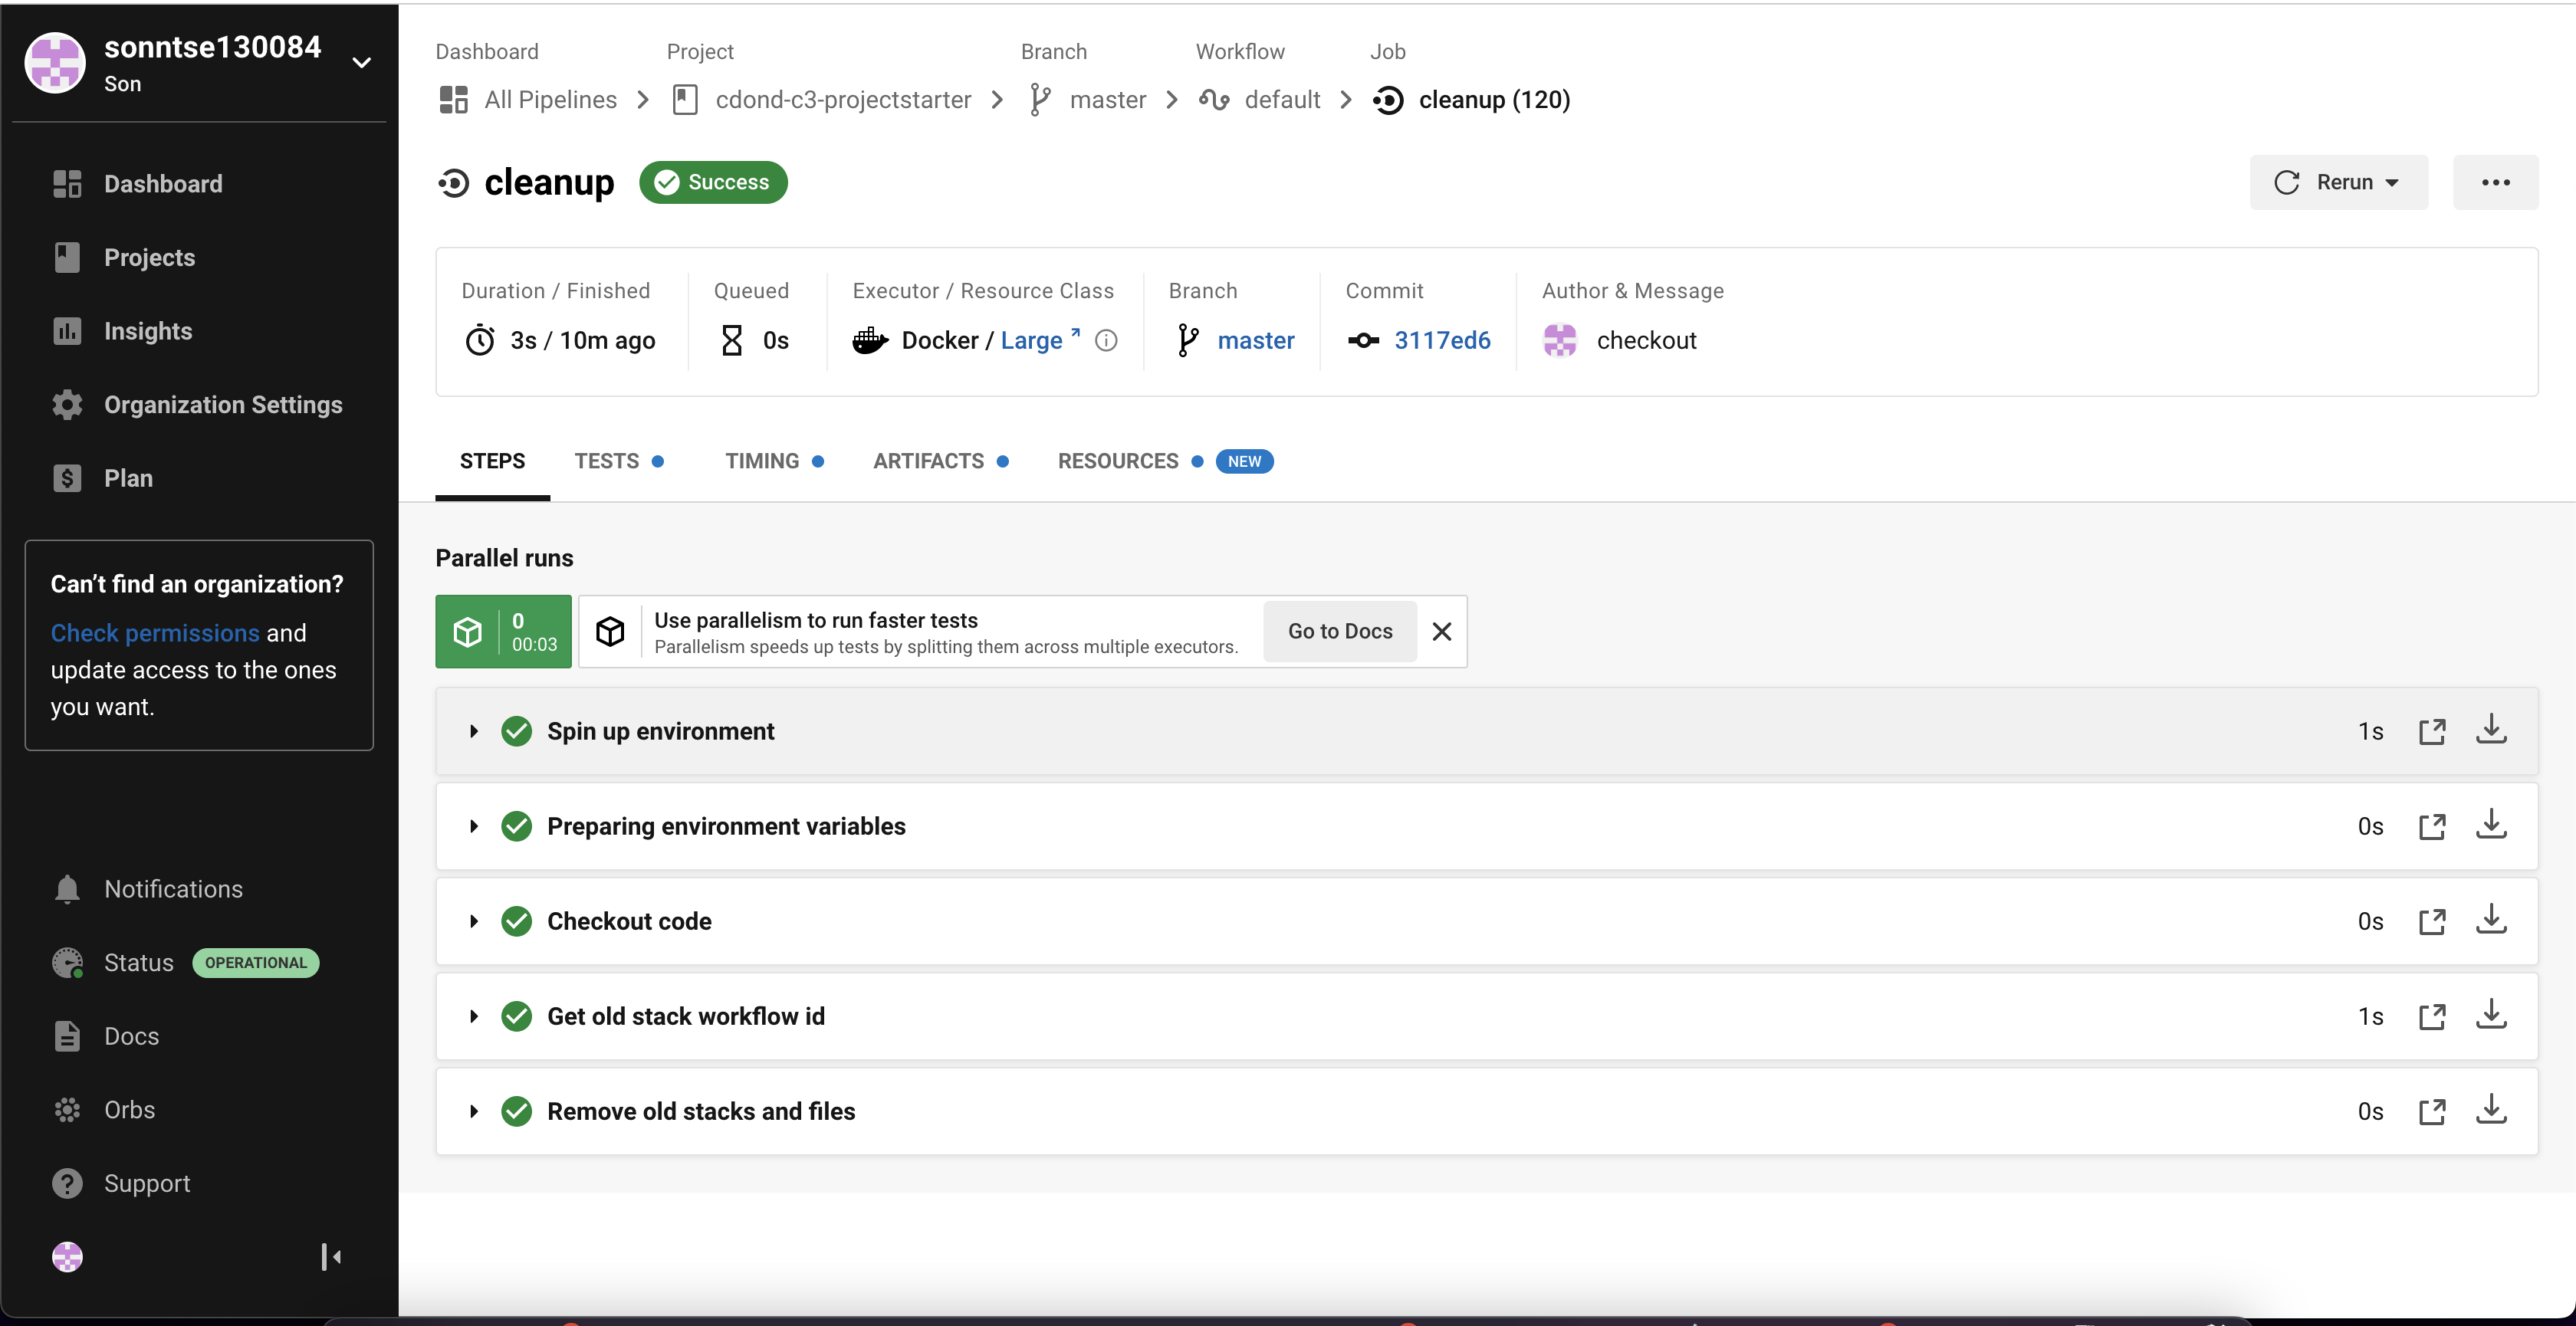 sonntse130084
Son
Dashboard
Projects
Insights
Organization Settings
Plan
Can’t find an organization?
Check permissions and
update access to the ones
you want.
Notifications
Status OPERATIONAL
Docs
Orbs
Support
Dashboard Project Branch Workflow Job
All Pipelines cdond-c3-projectstarter master default cleanup (120)
cleanup Success Rerun
Duration / Finished Queued Executor / Resource Class Branch Commit Author & Message
3s / 10m ago 0s Docker / Large master 3117ed6 checkout
STEPS TESTS TIMING ARTIFACTS RESOURCES NEW
Parallel runs
0
00:03
Use parallelism to run faster tests
Parallelism speeds up tests by splitting them across multiple executors.
Go to Docs
Spin up environment 1s
Preparing environment variables 0s
Checkout code 0s
Get old stack workflow id 1s
Remove old stacks and files 0s